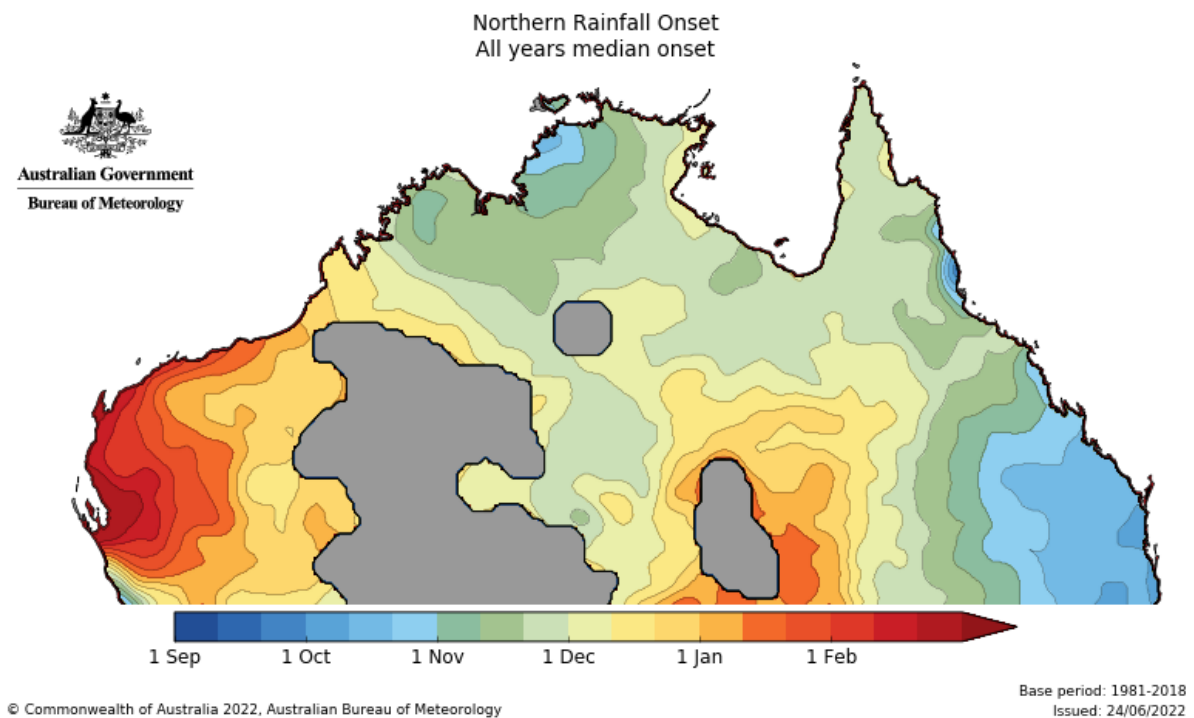 Northern Rainfall Onset
All years median onset
Australian Government
Bureau of Meteorology
1 Sep 1 Oct 1 Nov 1 Dec 1 Jan 1 Feb
Base period: 1981-2018
© Commonwealth of Australia 2022, Australian Bureau of Meteorology
Issued: 24/06/2022